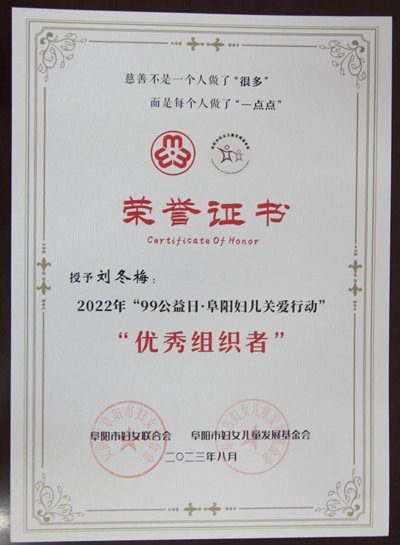 慈善不是一个人做了“很多”
而是每个人做了“一点点”
荣誉证书
Certificate Of Honor
授予刘冬梅：
2022年“99公益日·阜阳妇儿关爱行动”
“优秀组织者”
阜阳市妇女联合会 阜阳市妇女儿童发展基金会
二〇二三年八月